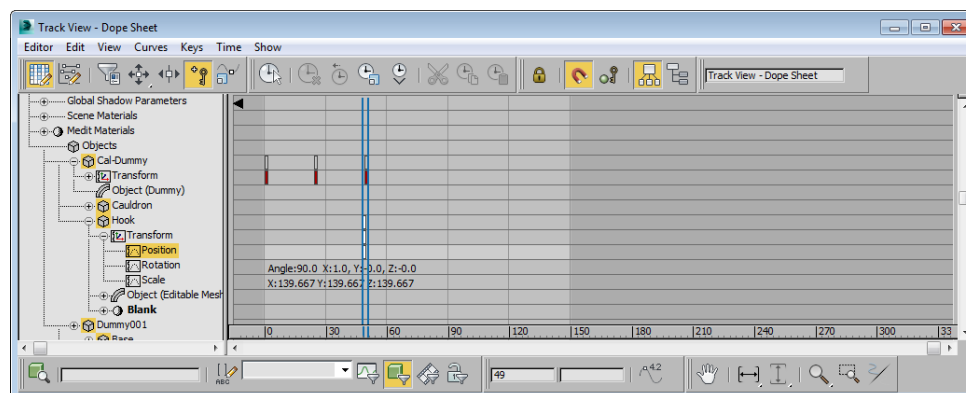 Track View - Dope Sheet
Editor Edit View Curves Keys Time Show
Track View - Dope Sheet
Global Shadow Parameters
Scene Materials
Medit Materials
Objects
Cal-Dummy
Transform
Object (Dummy)
Cauldron
Hook
Transform
Position
Rotation
Angle:90.0 X:1.0, Y:-0.0, Z:-0.0
Scale
X:139.667 Y:139.667 Z:139.667
Object (Editable Mesh
Blank
Dummy001
0 30 60 90 120 150 180 210 240 270 300 33
Base
ABC
49
4.2